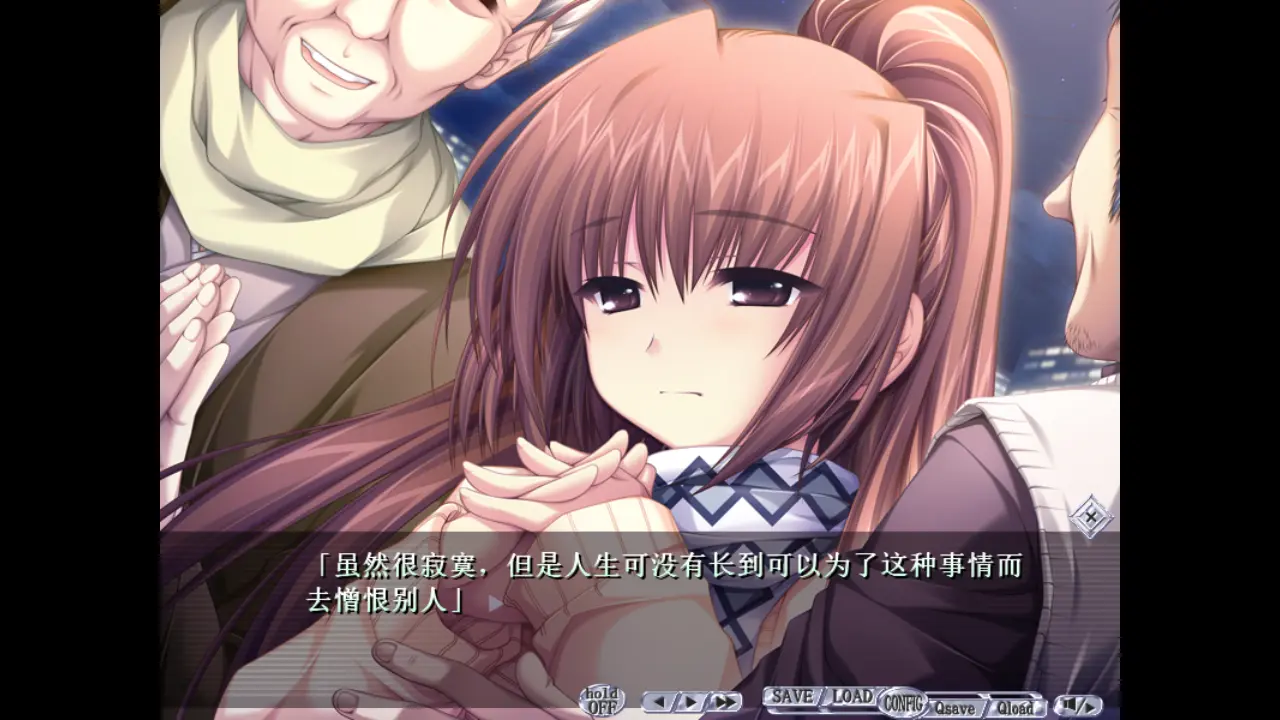 「虽然很寂寞，但是人生可没有长到可以为了这种事情而
去憎恨别人」
hold
OFF
SAVE LOAD CONFIG Qsave Qload